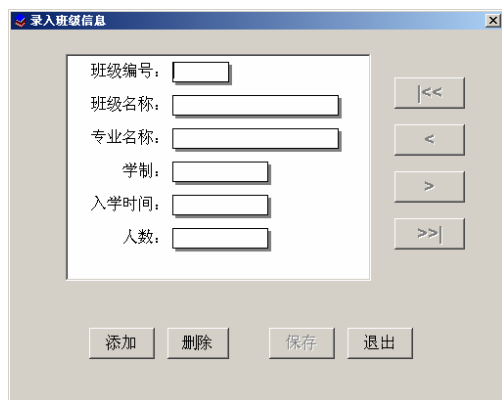 录入班级信息
班级编号：
|<<
班级名称：
<
专业名称：
学制：
>
入学时间：
人数：
>>|
添加 删除 保存 退出